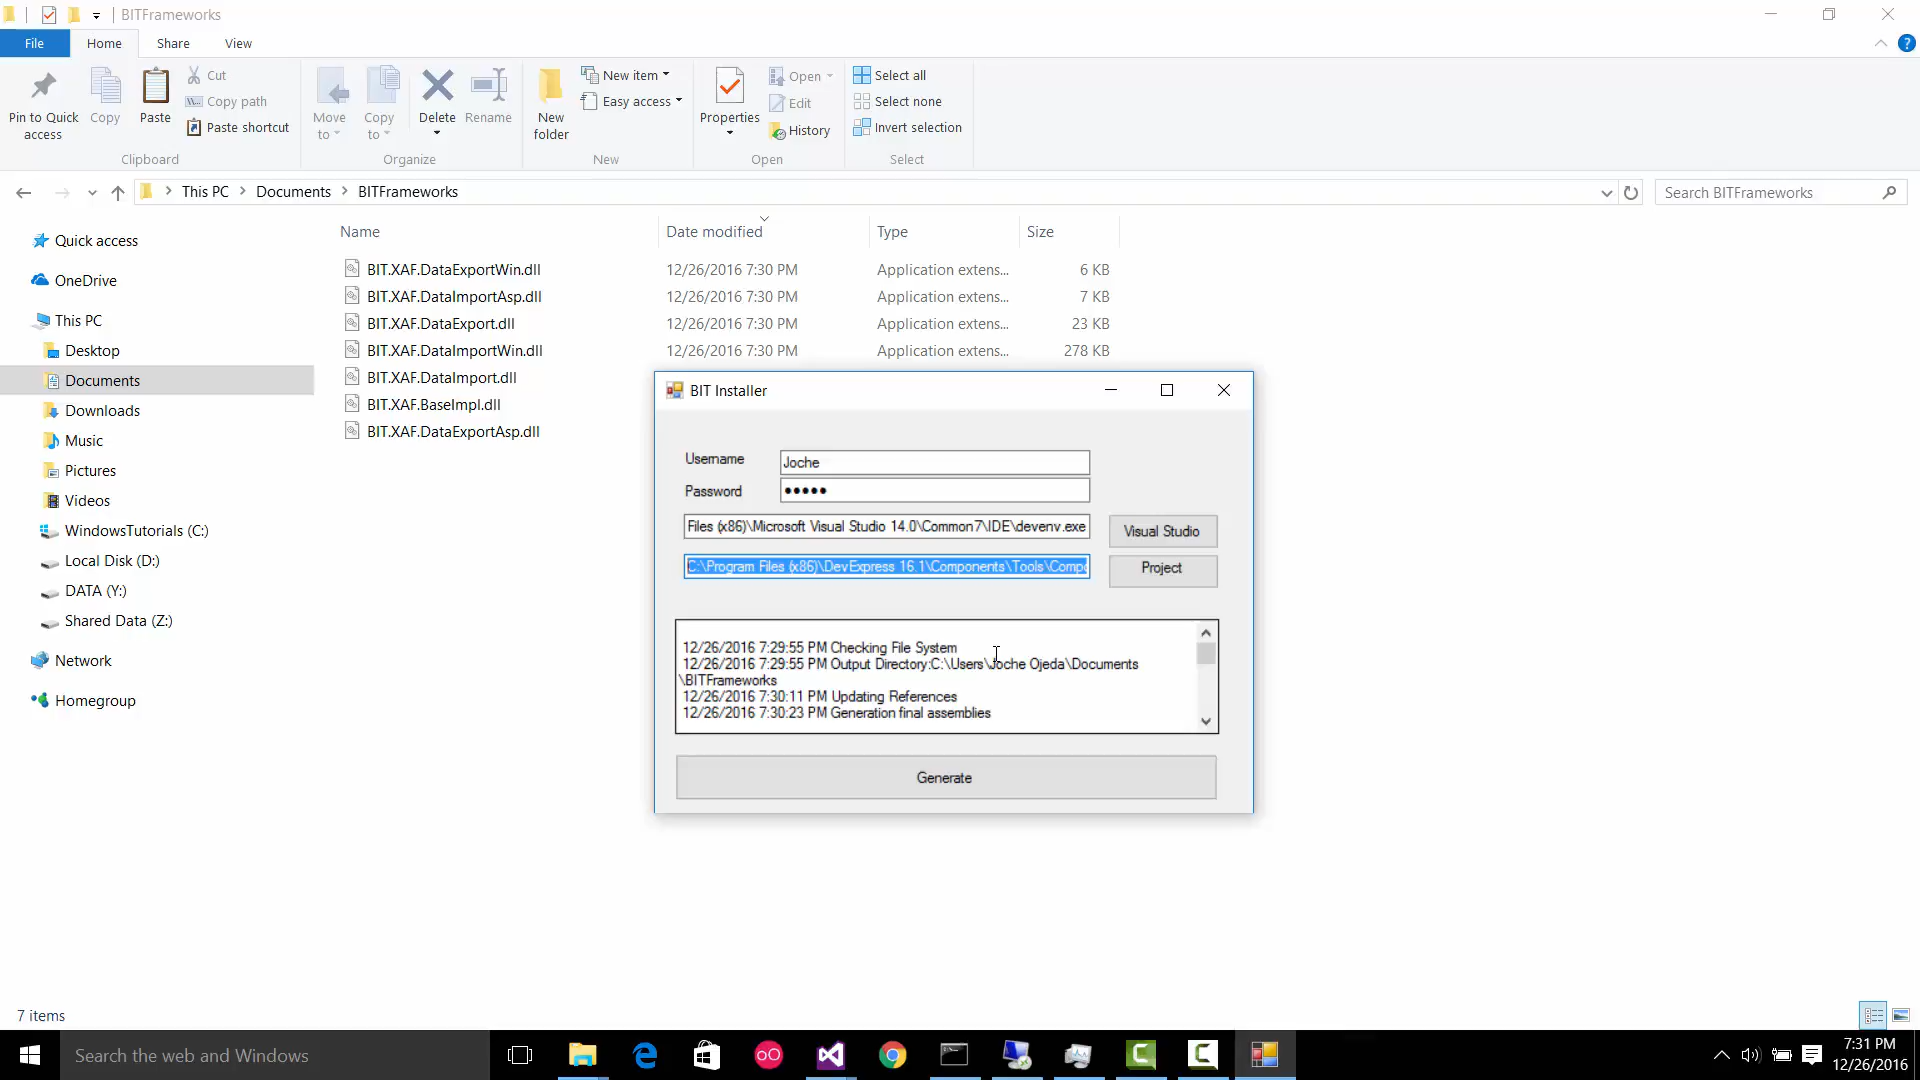 BITFrameworks
File Home Share View
Pin to Quick access
Copy
Paste
Cut
Copy path
Paste shortcut
Clipboard
Move to
Copy to
Delete
Rename
Organize
New folder
New item
Easy access
New
Properties
Open
Edit
History
Open
Select all
Select none
Invert selection
Select
This PC > Documents > BITFrameworks
Search BITFrameworks
Quick access
OneDrive
This PC
Desktop
Documents
Downloads
Music
Pictures
Videos
WindowsTutorials (C:)
Local Disk (D:)
DATA (Y:)
Shared Data (Z:)
Network
Homegroup
Name Date modified Type Size
BIT.XAF.DataExportWin.dll 12/26/2016 7:30 PM Application extens... 6 KB
BIT.XAF.DataImportAsp.dll 12/26/2016 7:30 PM Application extens... 7 KB
BIT.XAF.DataExport.dll 12/26/2016 7:30 PM Application extens... 23 KB
BIT.XAF.DataImportWin.dll 12/26/2016 7:30 PM Application extens... 278 KB
BIT.XAF.DataImport.dll
BIT.XAF.BaseImpl.dll
BIT.XAF.DataExportAsp.dll
BIT Installer
Username Joche
Password •••••
Files (x86)\Microsoft Visual Studio 14.0\Common7\IDE\devenv.exe Visual Studio
C:\Program Files (x86)\DevExpress 16.1\Components\Tools\Compo Project
12/26/2016 7:29:55 PM Checking File System
12/26/2016 7:29:55 PM Output Directory:C:\Users\Joche Ojeda\Documents
\BITFrameworks
12/26/2016 7:30:11 PM Updating References
12/26/2016 7:30:23 PM Generation final assemblies
Generate
7 items
Search the web and Windows
7:31 PM
12/26/2016